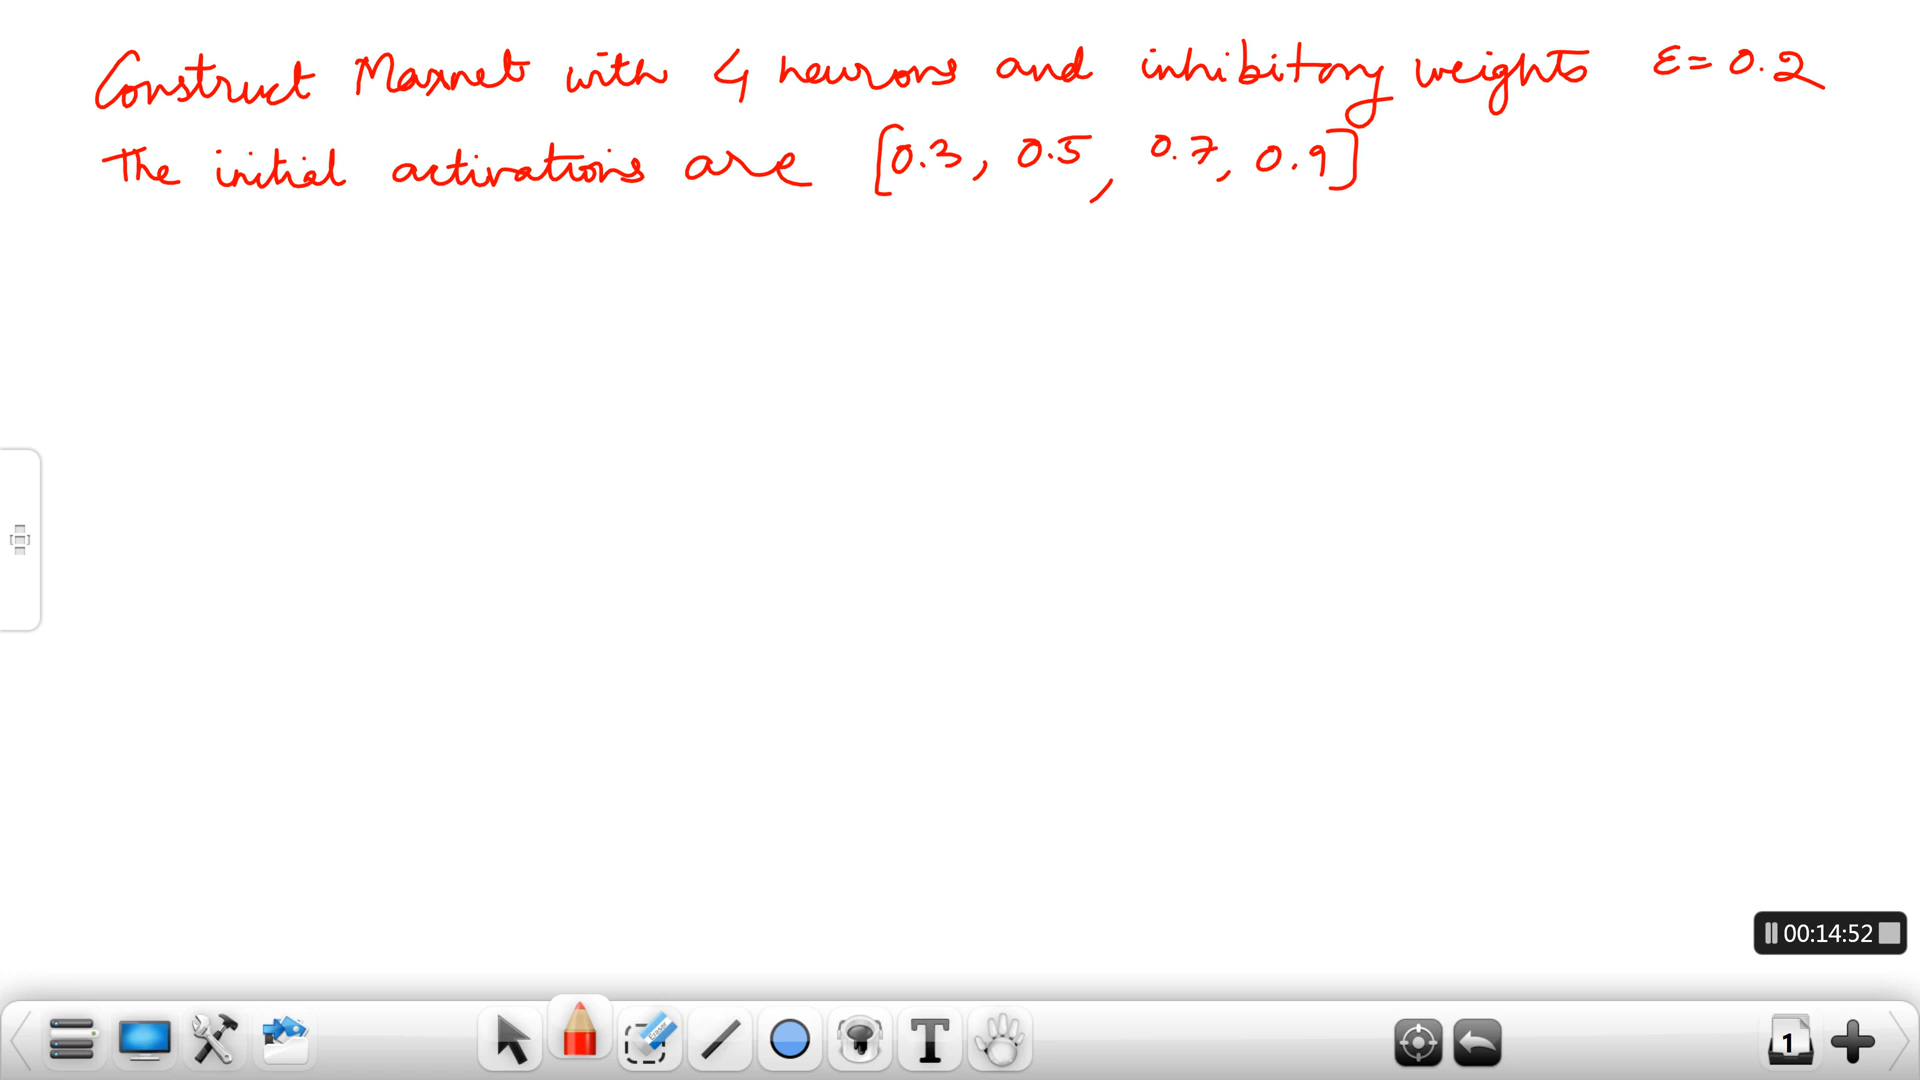 Construct Maxnet with 4 neurons and inhibitory weights ε = 0.2
The initial activations are [0.3, 0.5, 0.7, 0.9]
00:14:52
Eraser
T
1